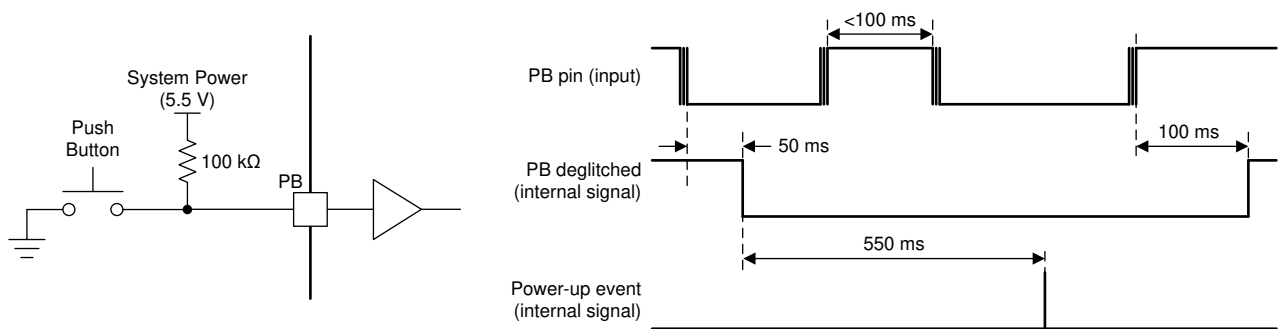 System Power
(5.5 V)
Push
Button
100 kΩ
PB
<100 ms
PB pin (input)
50 ms
100 ms
PB deglitched
(internal signal)
550 ms
Power-up event
(internal signal)